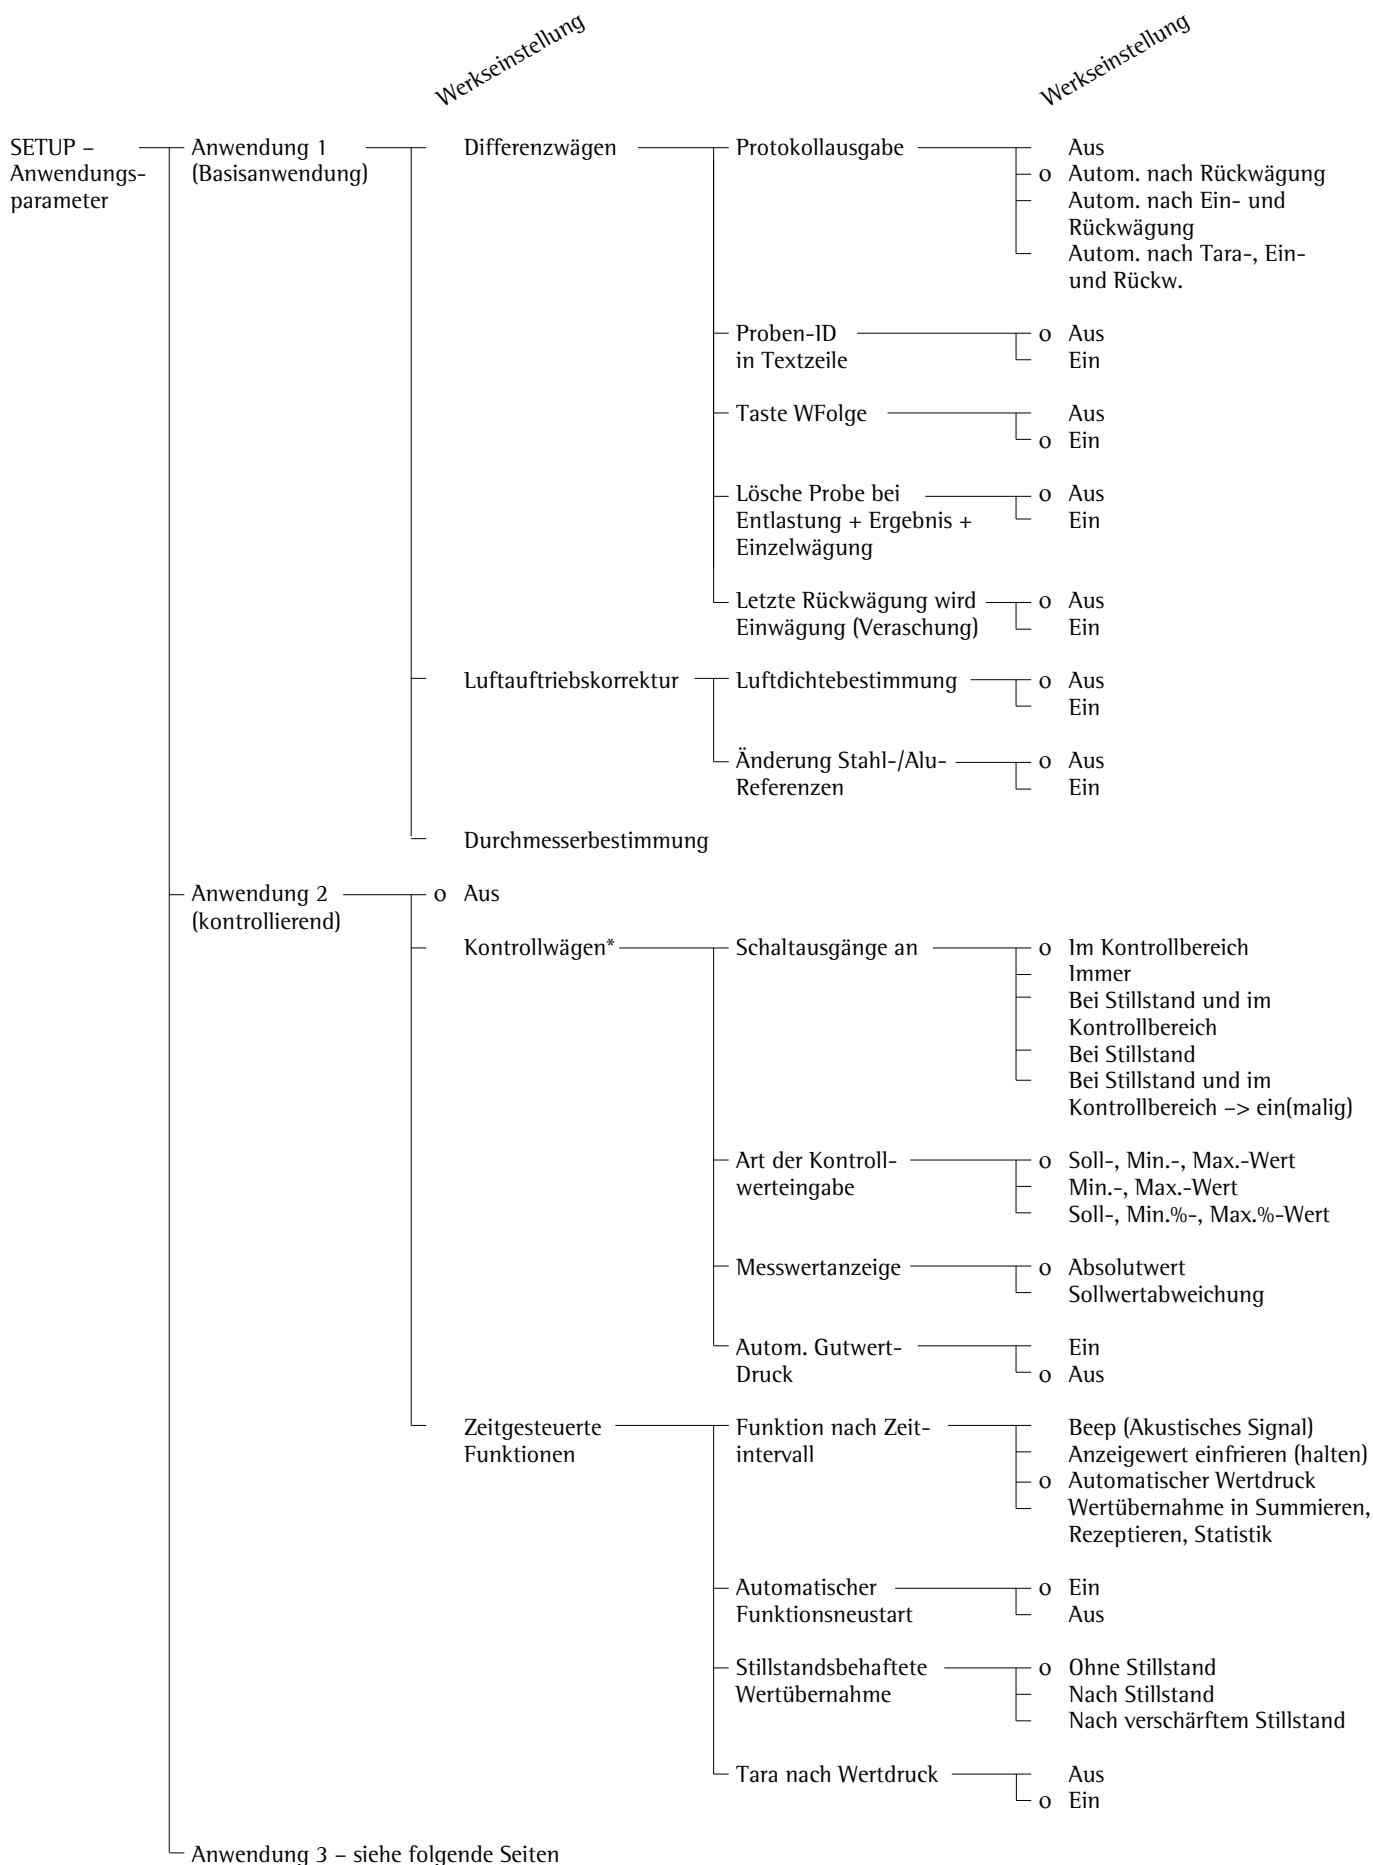 Werkseinstellung
Werkseinstellung
SETUP –
Anwendungs-
parameter
Anwendung 1
(Basisanwendung)
Differenzwägen
Protokollausgabe
Aus
o Autom. nach Rückwägung
Autom. nach Ein- und
Rückwägung
Autom. nach Tara-, Ein-
und Rückw.
Proben-ID
in Textzeile
o Aus
Ein
Taste WFolge
Aus
o Ein
Lösche Probe bei
Entlastung + Ergebnis +
Einzelwägung
o Aus
Ein
Letzte Rückwägung wird
Einwägung (Veraschung)
o Aus
Ein
Luftauftriebskorrektur
Luftdichtebestimmung
o Aus
Ein
Änderung Stahl-/Alu-
Referenzen
o Aus
Ein
Durchmesserbestimmung
Anwendung 2
(kontrollierend)
o Aus
Kontrollwägen*
Schaltausgänge an
o Im Kontrollbereich
Immer
Bei Stillstand und im
Kontrollbereich
Bei Stillstand
Bei Stillstand und im
Kontrollbereich –> ein(malig)
Art der Kontroll-
werteingabe
o Soll-, Min.-, Max.-Wert
Min.-, Max.-Wert
Soll-, Min.%-, Max.%-Wert
Messwertanzeige
o Absolutwert
Sollwertabweichung
Autom. Gutwert-
Druck
Ein
o Aus
Zeitgesteuerte
Funktionen
Funktion nach Zeit-
intervall
Beep (Akustisches Signal)
Anzeigewert einfrieren (halten)
o Automatischer Wertdruck
Wertübernahme in Summieren,
Rezeptieren, Statistik
Automatischer
Funktionsneustart
o Ein
Aus
Stillstandsbehaftete
Wertübernahme
o Ohne Stillstand
Nach Stillstand
Nach verschärftem Stillstand
Tara nach Wertdruck
Aus
o Ein
Anwendung 3 – siehe folgende Seiten